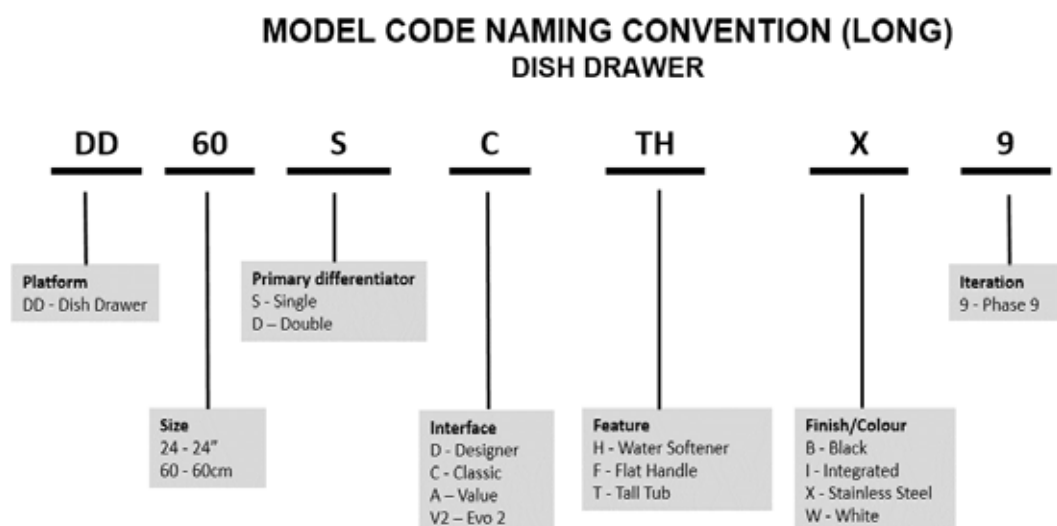 MODEL CODE NAMING CONVENTION (LONG)
DISH DRAWER
DD 60 S C TH X 9
Platform
DD - Dish Drawer
Primary differentiator
S - Single
D – Double
Iteration
9 - Phase 9
Size
24 - 24”
60 - 60cm
Interface
D - Designer
C - Classic
A – Value
V2 – Evo 2
Feature
H - Water Softener
F - Flat Handle
T - Tall Tub
Finish/Colour
B - Black
I - Integrated
X - Stainless Steel
W - White